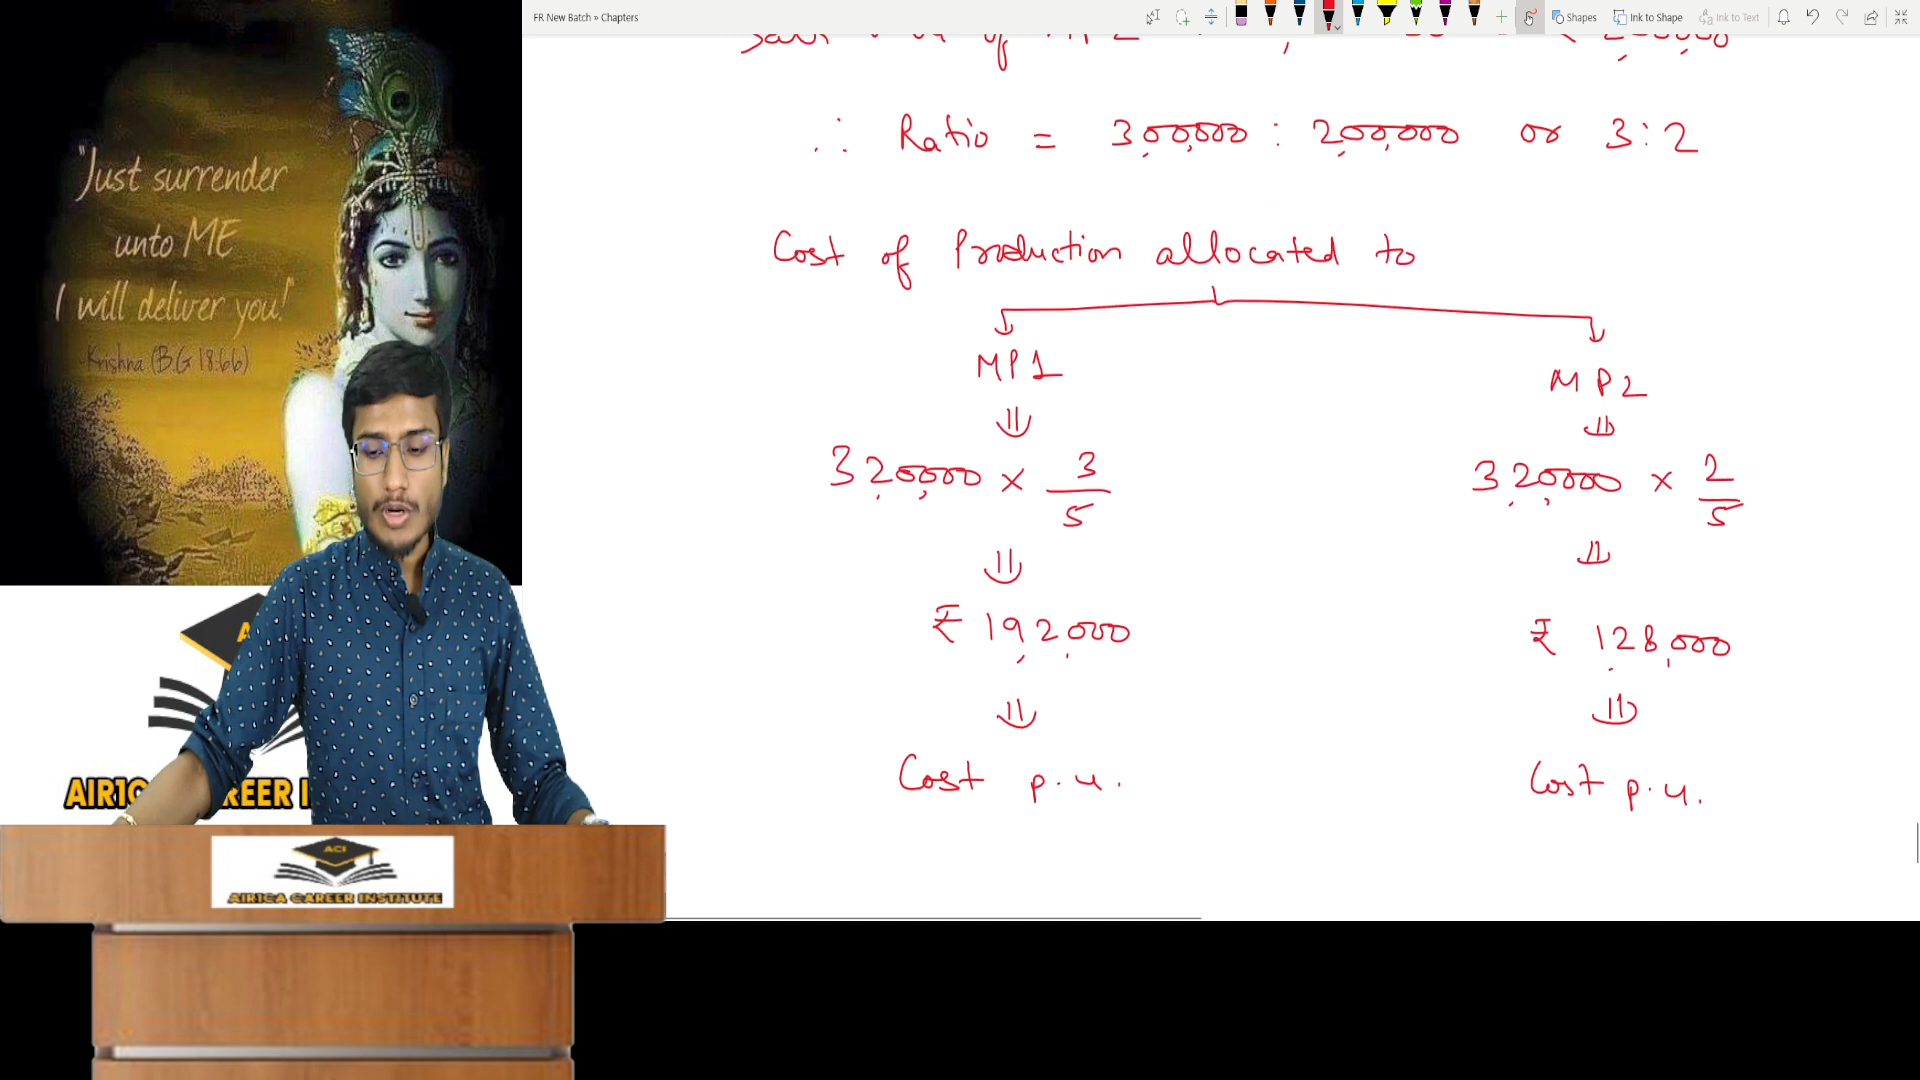 FR New Batch » Chapters
Shapes
Ink to Shape
Ink to Text
∴ Ratio = 3,00,000 : 2,00,000 or 3:2
"Just surrender
unto ME
I will deliver you!"
-Krishna (B.G 18:66)
Cost of Production allocated to
MP1
MP2
3,20,000 × 3/5
3,20,000 × 2/5
₹ 1,92,000
₹ 1,28,000
Cost p.u.
Cost p.u.
ACI
AIR1CA CAREER INSTITUTE